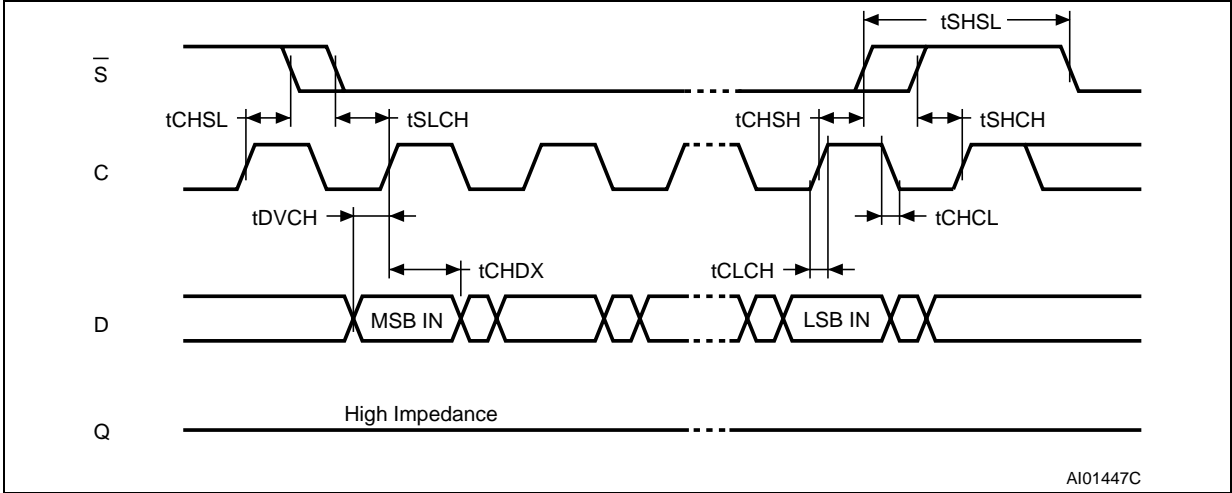 tSHSL
S̅
tCHSL tSLCH tCHSH tSHCH
C
tDVCH tCHCL
tCHDX tCLCH
D MSB IN LSB IN
High Impedance
Q
AI01447C